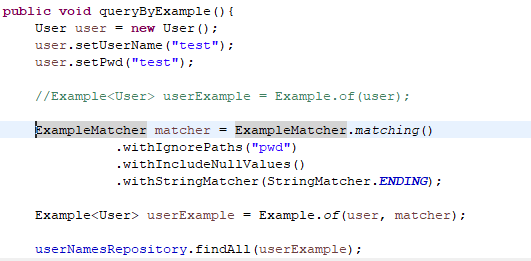 public void queryByExample(){
User user = new User();
user.setUserName("test");
user.setPwd("test");
//Example<User> userExample = Example.of(user);
ExampleMatcher matcher = ExampleMatcher.matching()
.withIgnorePaths("pwd")
.withIncludeNullValues()
.withStringMatcher(StringMatcher.ENDING);
Example<User> userExample = Example.of(user, matcher);
userNamesRepository.findAll(userExample);